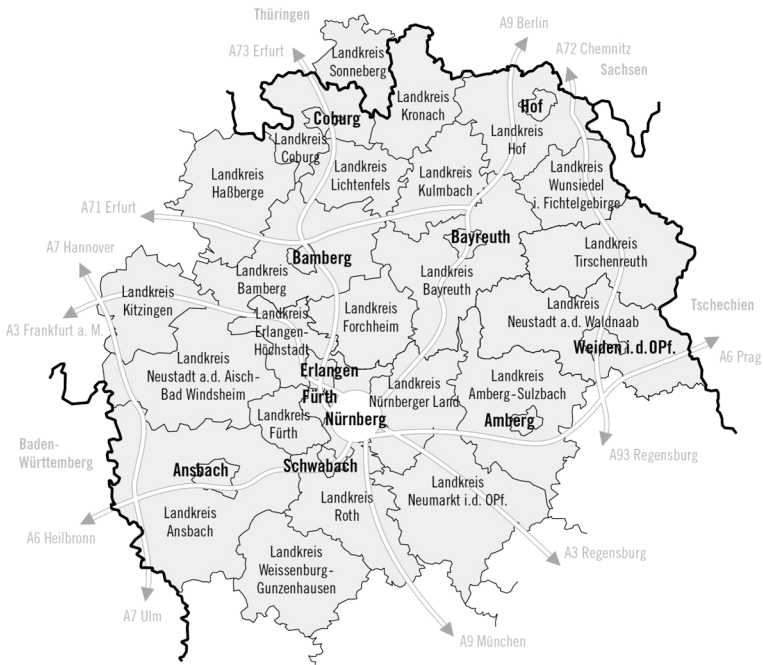 Thüringen
A9 Berlin
A73 Erfurt
A72 Chemnitz
Sachsen
Landkreis
Sonneberg
Landkreis
Kronach
Hof
Coburg
Landkreis
Hof
Landkreis
Coburg
Landkreis
Lichtenfels
Landkreis
Kulmbach
Landkreis
Wunsiedel
i. Fichtelgebirge
Landkreis
Haßberge
A71 Erfurt
A7 Hannover
Bayreuth
Landkreis
Tirschenreuth
Bamberg
Landkreis
Bamberg
Landkreis
Bayreuth
Landkreis
Kitzingen
A3 Frankfurt a. M.
Landkreis
Erlangen-
Höchstadt
Landkreis
Forchheim
Landkreis
Neustadt a.d. Waldnaab
Tschechien
Weiden i.d.OPf.
A6 Prag
Landkreis
Neustadt a.d. Aisch-
Bad Windsheim
Erlangen
Fürth
Nürnberg
Landkreis
Nürnberger Land
Landkreis
Amberg-Sulzbach
Amberg
Landkreis
Fürth
Baden-
Württemberg
A93 Regensburg
Ansbach
Schwabach
Landkreis
Neumarkt i.d. OPf.
Landkreis
Roth
Landkreis
Ansbach
A6 Heilbronn
A3 Regensburg
Landkreis
Weissenburg-
Gunzenhausen
A7 Ulm
A9 München